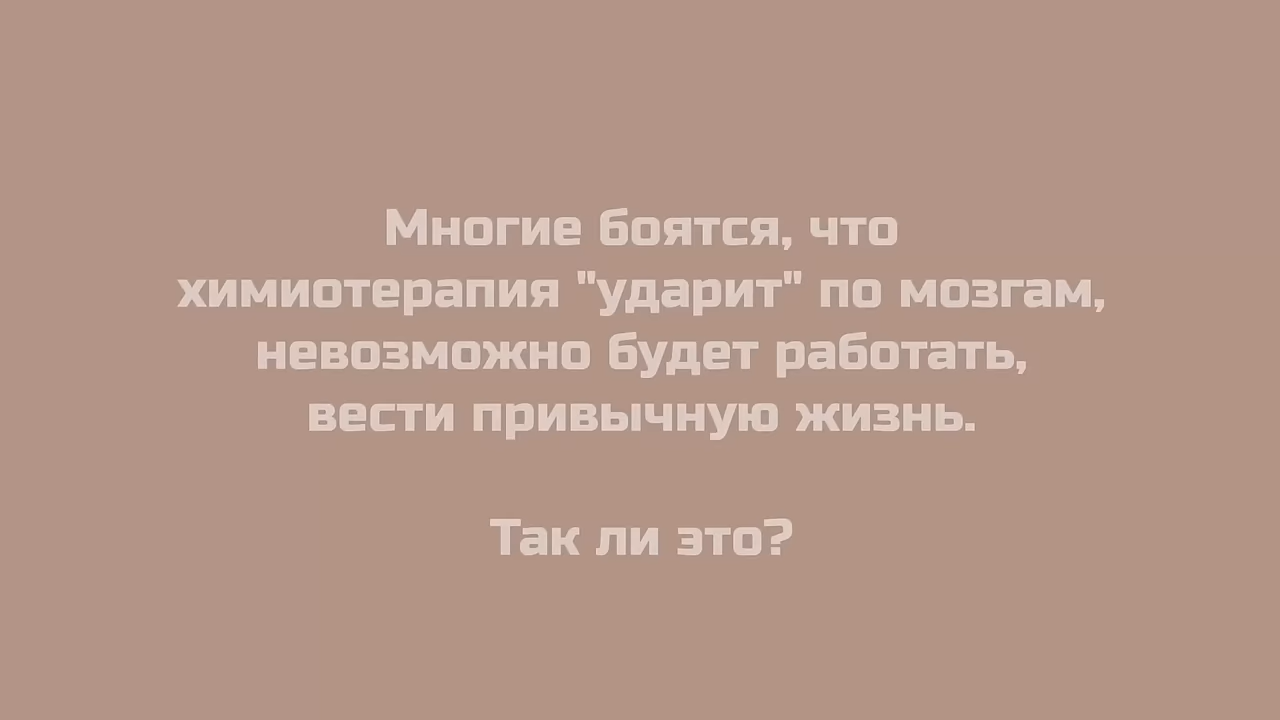 Многие боятся, что
химиотерапия "ударит" по мозгам,
невозможно будет работать,
вести привычную жизнь.
Так ли это?